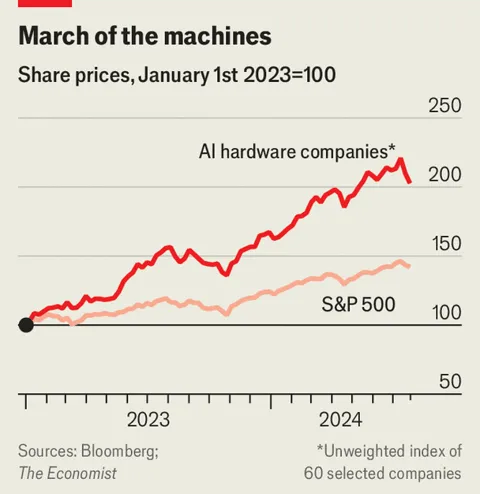 March of the machines
Share prices, January 1st 2023=100
250
AI hardware companies*
200
150
S&P 500
100
50
2023
2024
Sources: Bloomberg;
The Economist
*Unweighted index of
60 selected companies